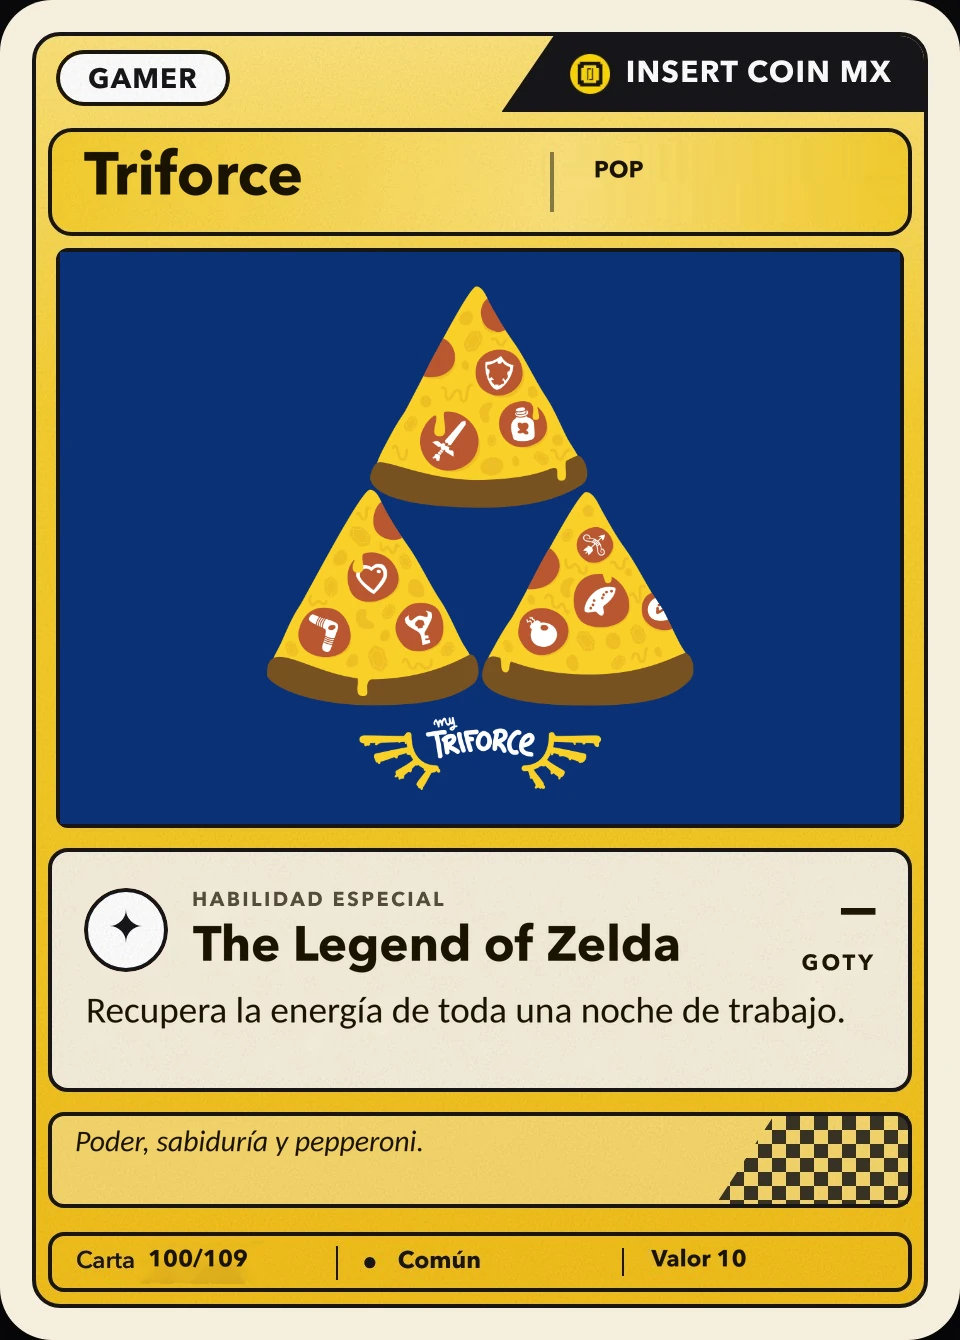 GAMER
INSERT COIN MX
Triforce
POP
my
TRIFORCE
HABILIDAD ESPECIAL
The Legend of Zelda
—
GOTY
Recupera la energía de toda una noche de trabajo.
Poder, sabiduría y pepperoni.
Carta 100/109
● Común
Valor 10